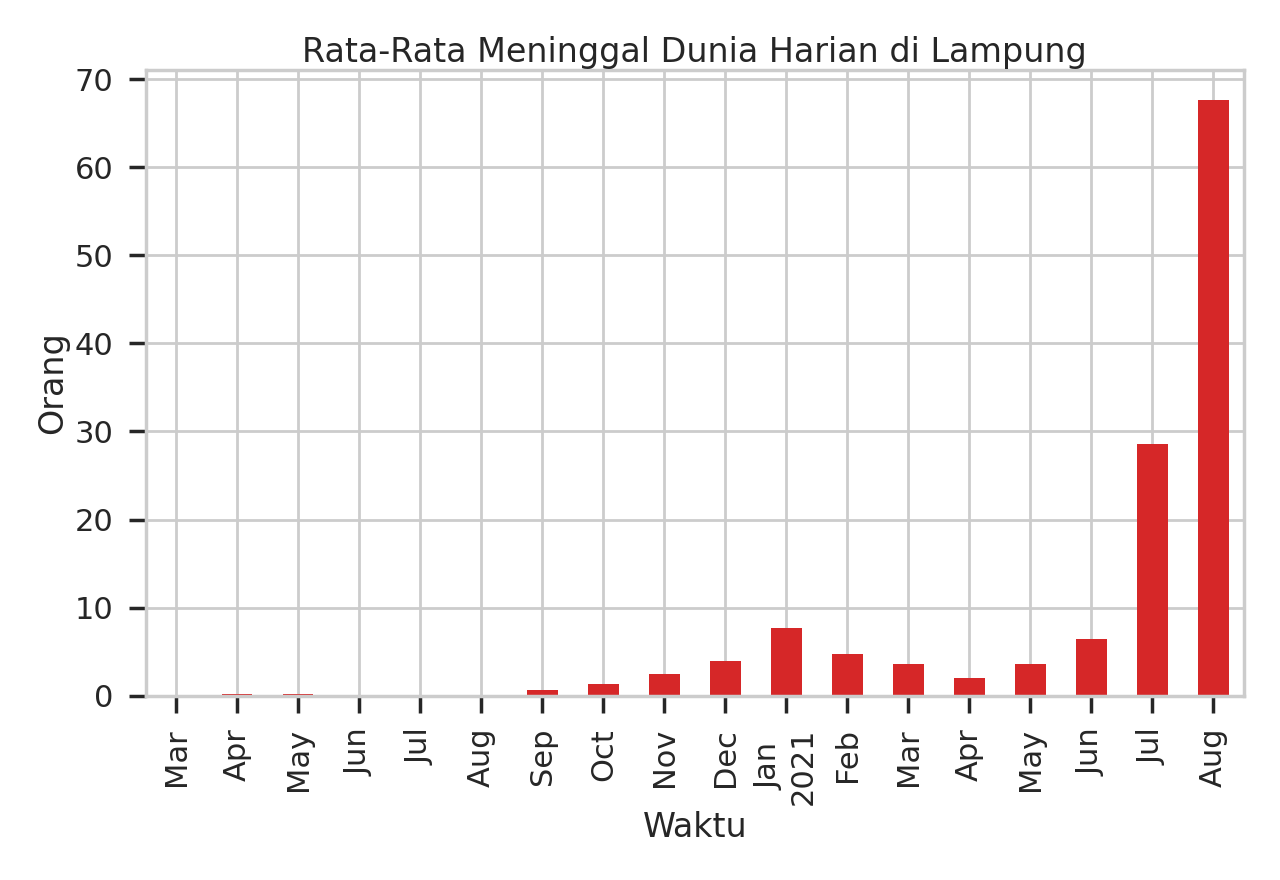 Rata-Rata Meninggal Dunia Harian di Lampung
70
60
50
40
30
20
10
0
Orang
Mar
Apr
May
Jun
Jul
Aug
Sep
Oct
Nov
Dec
Jan
2021
Feb
Mar
Apr
May
Jun
Jul
Aug
Waktu